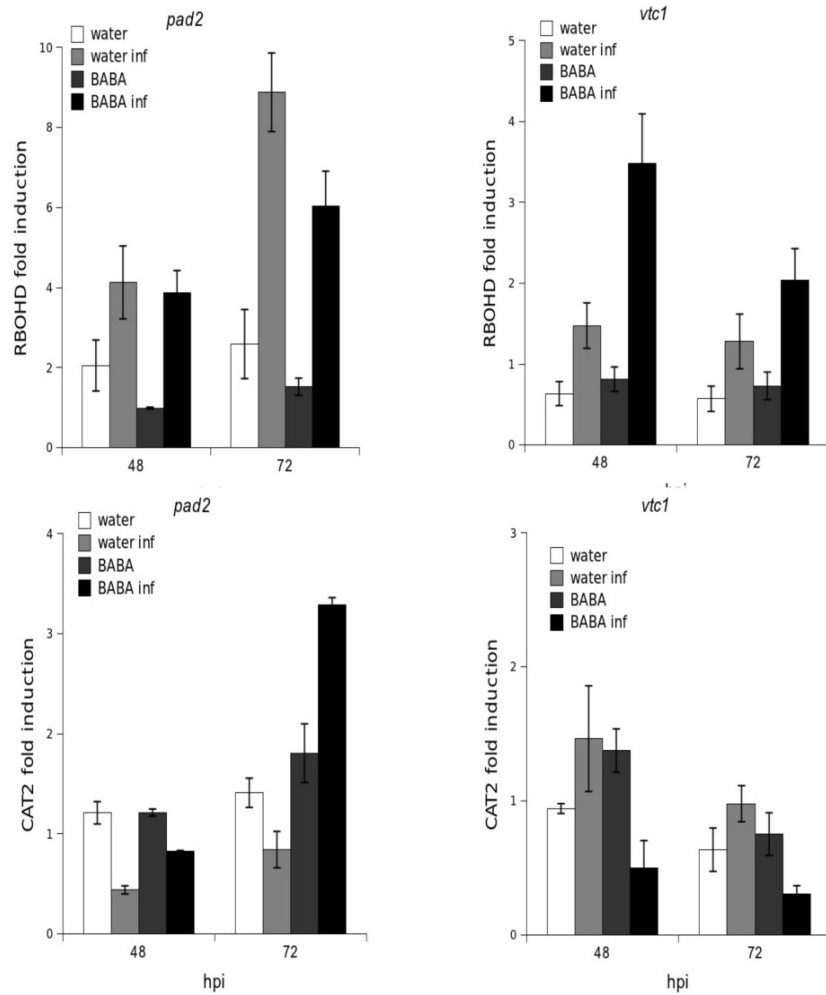 pad2
water
water inf
BABA
BABA inf
RBOHD fold induction
10
8
6
4
2
0
48 72
vtc1
water
water inf
BABA
BABA inf
RBOHD fold induction
5
4
3
2
1
0
48 72
hpi
pad2
water
water inf
BABA
BABA inf
CAT2 fold induction
4
3
2
1
0
48 72
hpi
vtc1
water
water inf
BABA
BABA inf
CAT2 fold induction
3
2
1
0
48 72
hpi